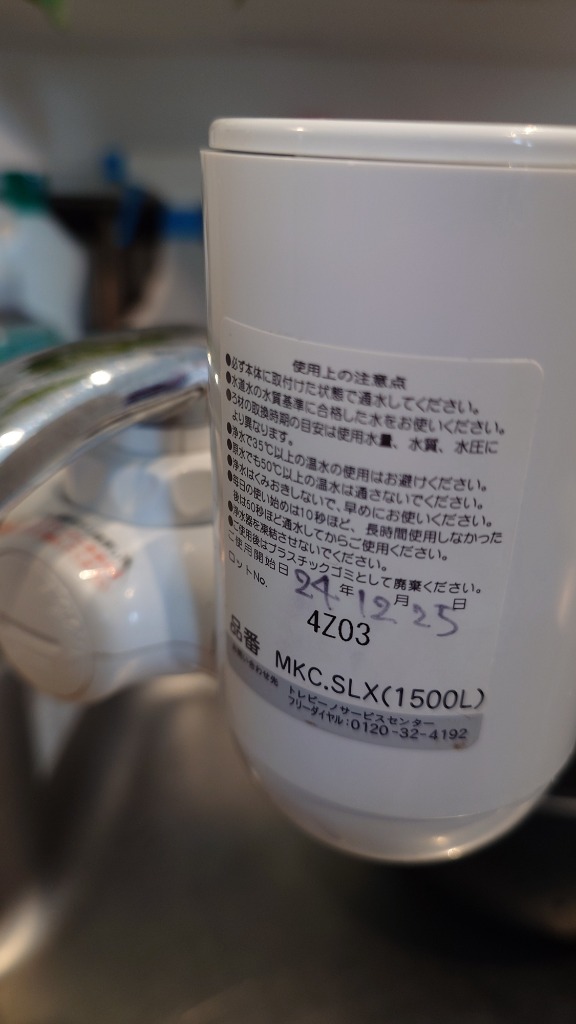 使用上の注意点
●必ず本体に取付けた状態で通水してください。
●水道水の水質基準に合格した水をお使いください。
●ろ材の取換時期の目安は使用水量、水質、水圧に
より異なります。
●浄水で35℃以上の温水の使用はお避けください。
●原水でも50℃以上の温水は通さないでください。
●浄水はくみおきしないで、早めにお使いください。
●毎日の使い始めは10秒ほど、長時間使用しなかった
後は50秒ほど通水してからご使用ください。
●浄水器を凍結させないでください。
●ご使用後はプラスチックゴミとして廃棄ください。
ご使用開始日 24年12月25日
ロットNo. 4Z03
品番 MKC.SLX(1500L)
お問い合わせ先 トレビーノサービスセンター
フリーダイヤル:0120-32-4192